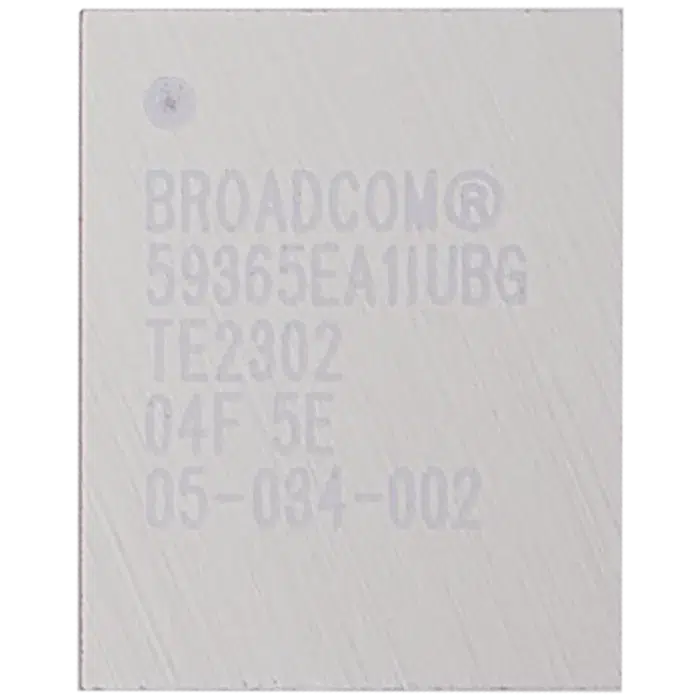 BROADCOM®
59365EA1IUBG
TE2302
04F 5E
05-034-002